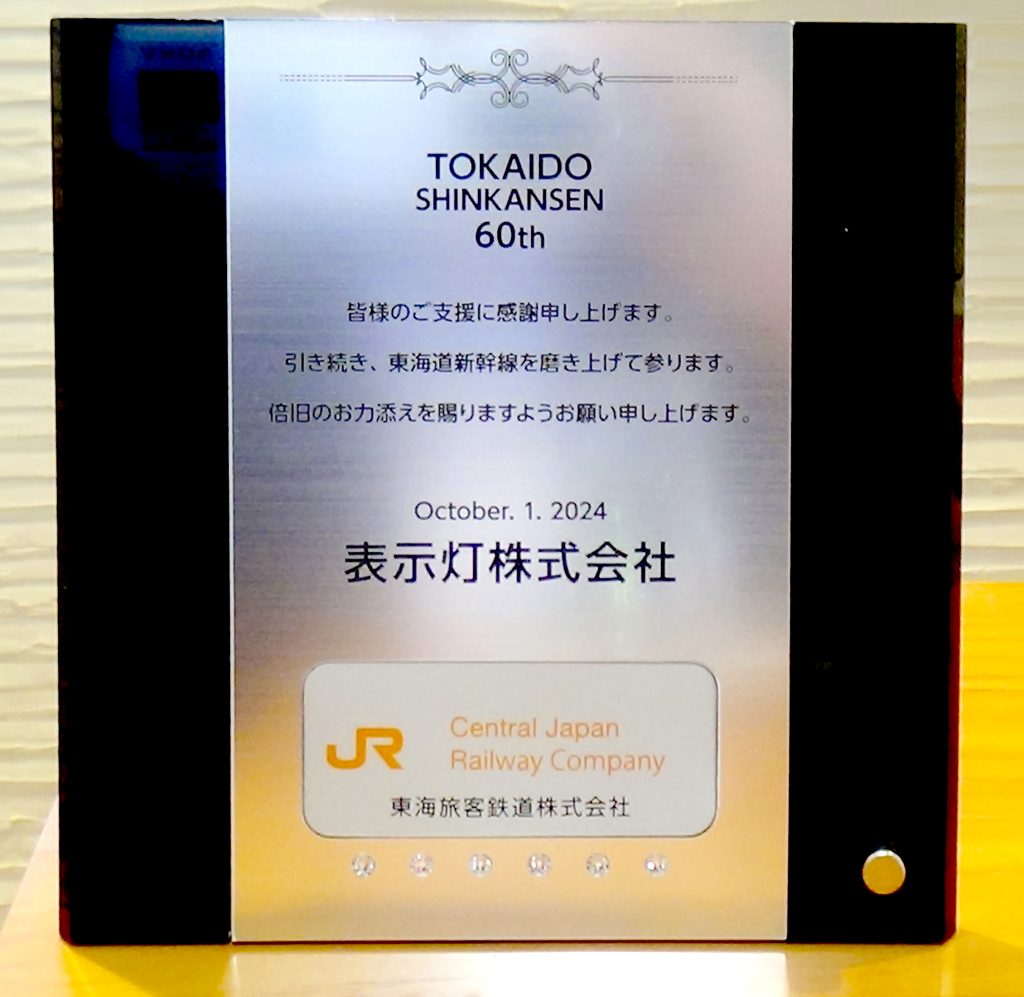 TOKAIDO
SHINKANSEN
60th
皆様のご支援に感謝申し上げます。
引き続き、東海道新幹線を磨き上げて参ります。
倍旧のお力添えを賜りますようお願い申し上げます。
October. 1. 2024
表示灯株式会社
JR
Central Japan
Railway Company
東海旅客鉄道株式会社